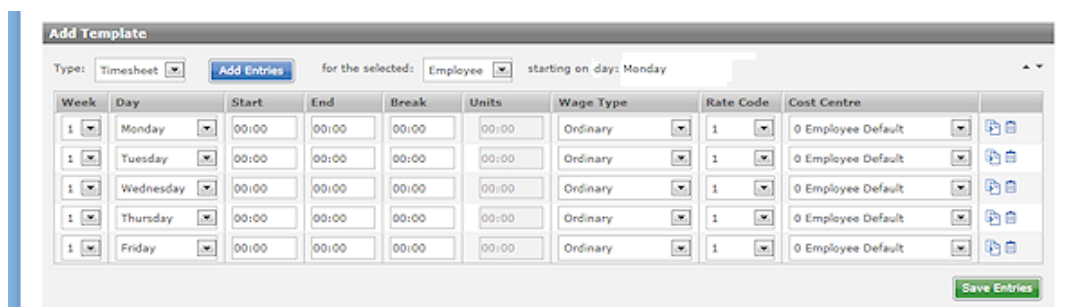 Add Template
Type: Timesheet Add Entries for the selected: Employee starting on day: Monday
Week Day Start End Break Units Wage Type Rate Code Cost Centre
1 Monday 00:00 00:00 00:00 00:00 Ordinary 1 0 Employee Default
1 Tuesday 00:00 00:00 00:00 00:00 Ordinary 1 0 Employee Default
1 Wednesday 00:00 00:00 00:00 00:00 Ordinary 1 0 Employee Default
1 Thursday 00:00 00:00 00:00 00:00 Ordinary 1 0 Employee Default
1 Friday 00:00 00:00 00:00 00:00 Ordinary 1 0 Employee Default
Save Entries